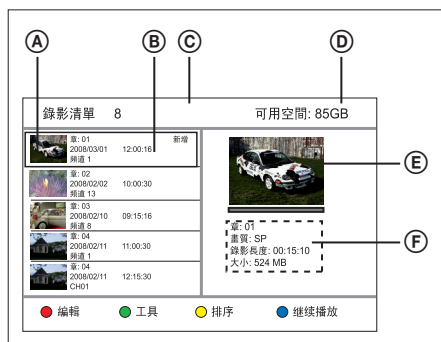 A
B
C
D
錄影清單 8
可用空間: 85GB
章: 01 新增
2008/03/01 12:00:16
頻道 1
章: 02
2008/02/02 10:00:30
頻道 13
章: 03
2008/02/10 09:15:16
頻道 8
章: 04
2008/02/11 11:00:30
頻道 1
章: 04
2008/02/11 12:15:30
CH01
E
章: 01
畫質: SP
錄影長度: 00:15:10
大小: 524 MB
F
編輯
工具
排序
继续播放